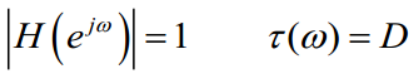 |H(e^{jω})| = 1 τ(ω) = D